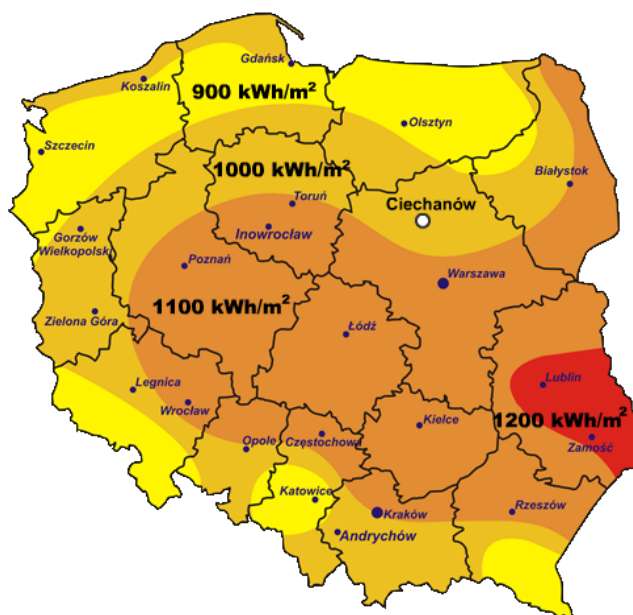 Gdańsk
Koszalin
900 kWh/m²
Olsztyn
Szczecin
1000 kWh/m²
Białystok
Toruń
Ciechanów
Gorzów
Wielkopolski
Inowrocław
Poznań
Warszawa
1100 kWh/m²
Zielona Góra
Łódź
Legnica
Lublin
Wrocław
1200 kWh/m²
Kielce
Opole
Częstochowa
Zamość
Katowice
Kraków
Rzeszów
Andrychów